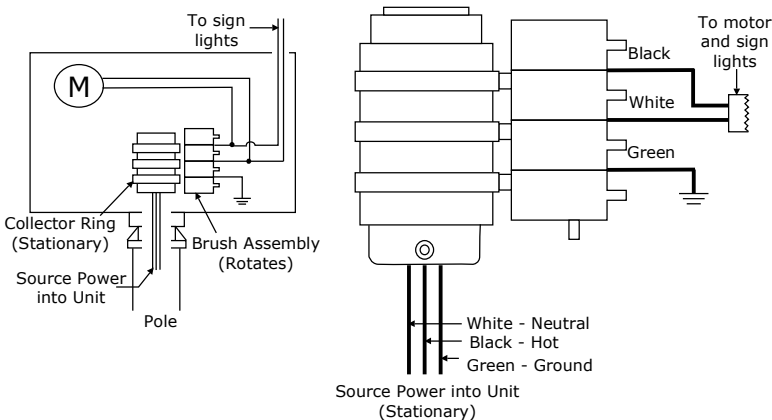 To sign
lights
M
Collector Ring
(Stationary)
Brush Assembly
(Rotates)
Source Power
into Unit
Pole
To motor
and sign
lights
Black
White
Green
White - Neutral
Black - Hot
Green - Ground
Source Power into Unit
(Stationary)